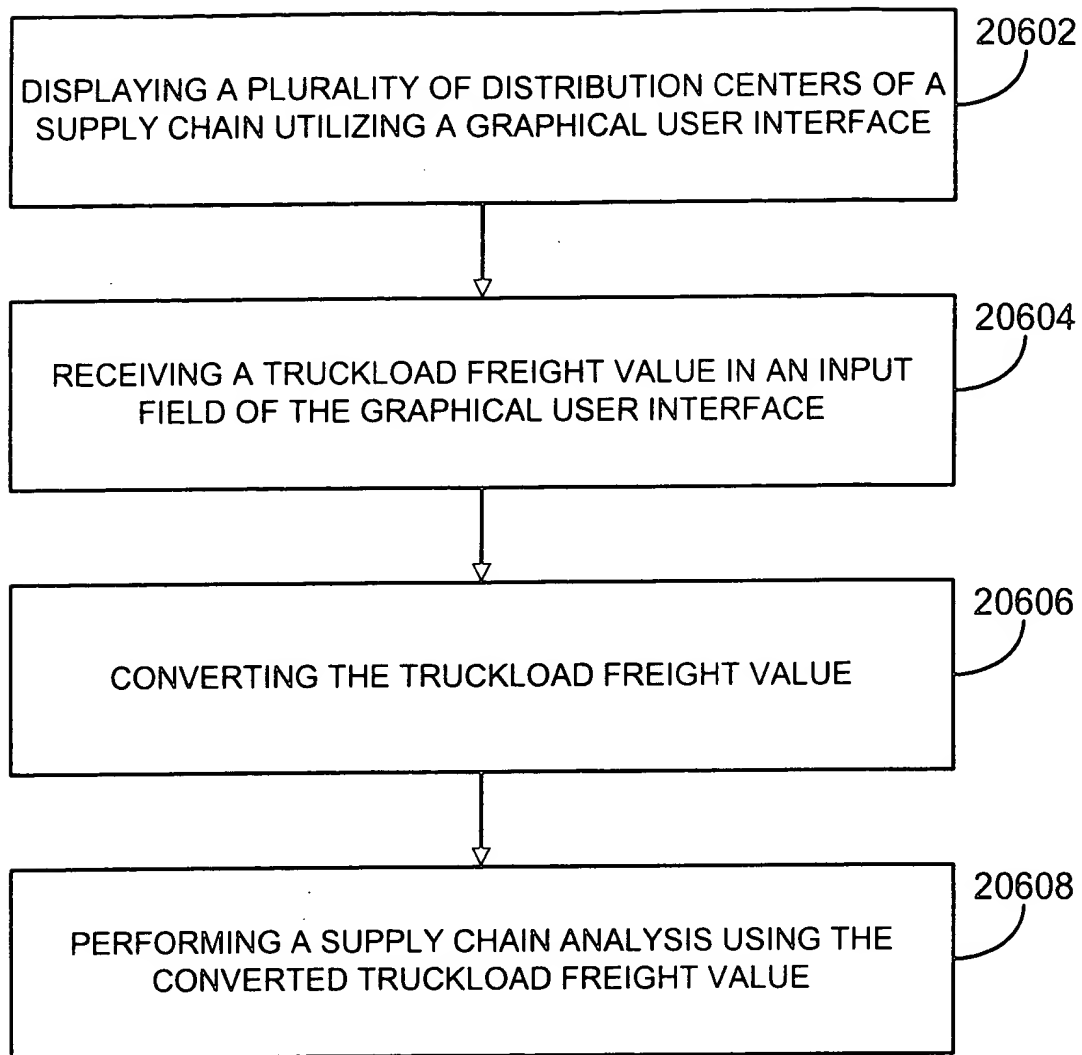 20602
DISPLAYING A PLURALITY OF DISTRIBUTION CENTERS OF A
SUPPLY CHAIN UTILIZING A GRAPHICAL USER INTERFACE
20604
RECEIVING A TRUCKLOAD FREIGHT VALUE IN AN INPUT
FIELD OF THE GRAPHICAL USER INTERFACE
20606
CONVERTING THE TRUCKLOAD FREIGHT VALUE
20608
PERFORMING A SUPPLY CHAIN ANALYSIS USING THE
CONVERTED TRUCKLOAD FREIGHT VALUE